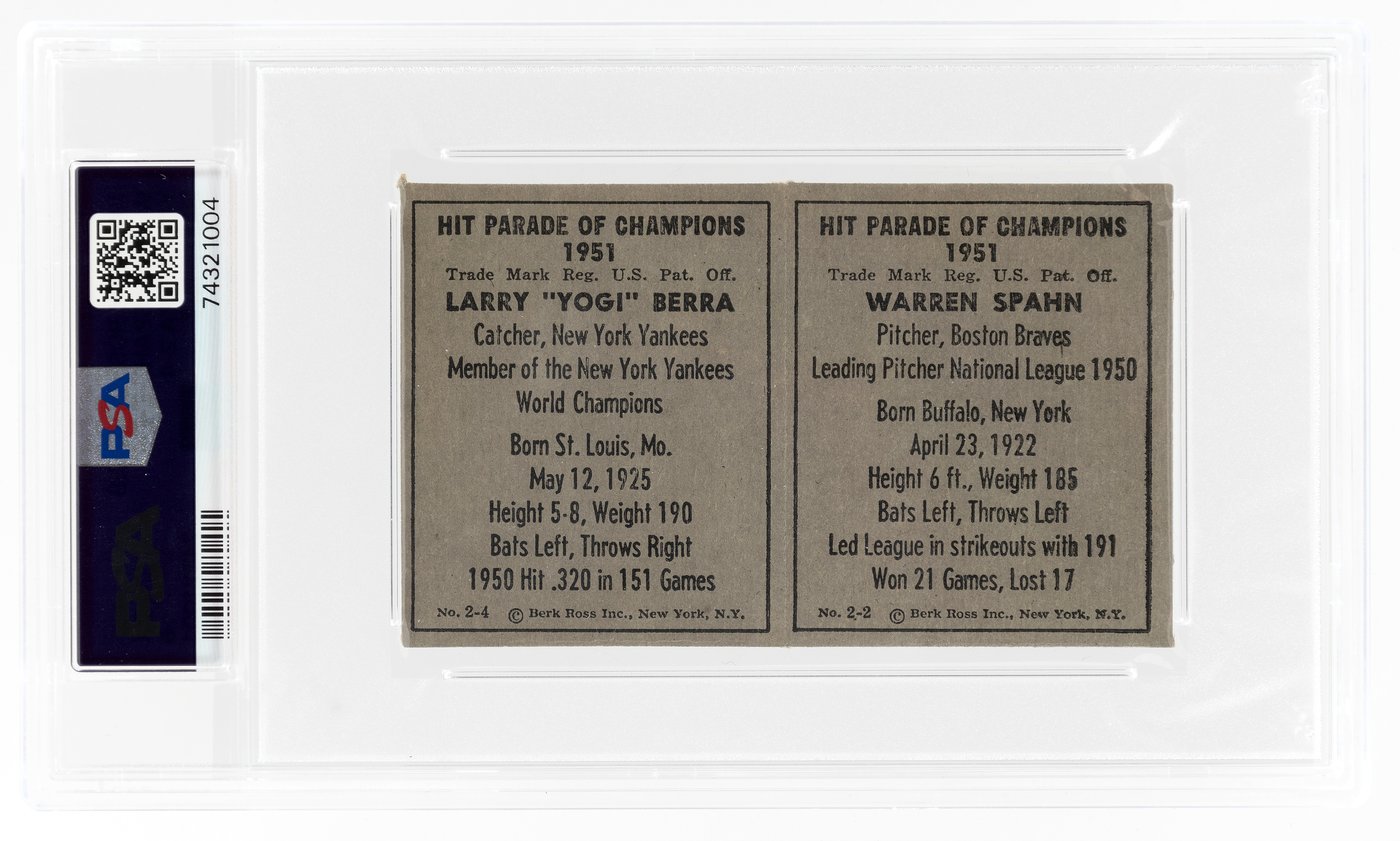 74321004
PSA
PSA
HIT PARADE OF CHAMPIONS
1951
Trade Mark Reg. U.S. Pat. Off.
LARRY "YOGI" BERRA
Catcher, New York Yankees
Member of the New York Yankees
World Champions
Born St. Louis, Mo.
May 12, 1925
Height 5-8, Weight 190
Bats Left, Throws Right
1950 Hit .320 in 151 Games
No. 2-4 © Berk Ross Inc., New York, N.Y.
HIT PARADE OF CHAMPIONS
1951
Trade Mark Reg. U.S. Pat. Off.
WARREN SPAHN
Pitcher, Boston Braves
Leading Pitcher National League 1950
Born Buffalo, New York
April 23, 1922
Height 6 ft., Weight 185
Bats Left, Throws Left
Led League in strikeouts with 191
Won 21 Games, Lost 17
No. 2-2 © Berk Ross Inc., New York, N.Y.